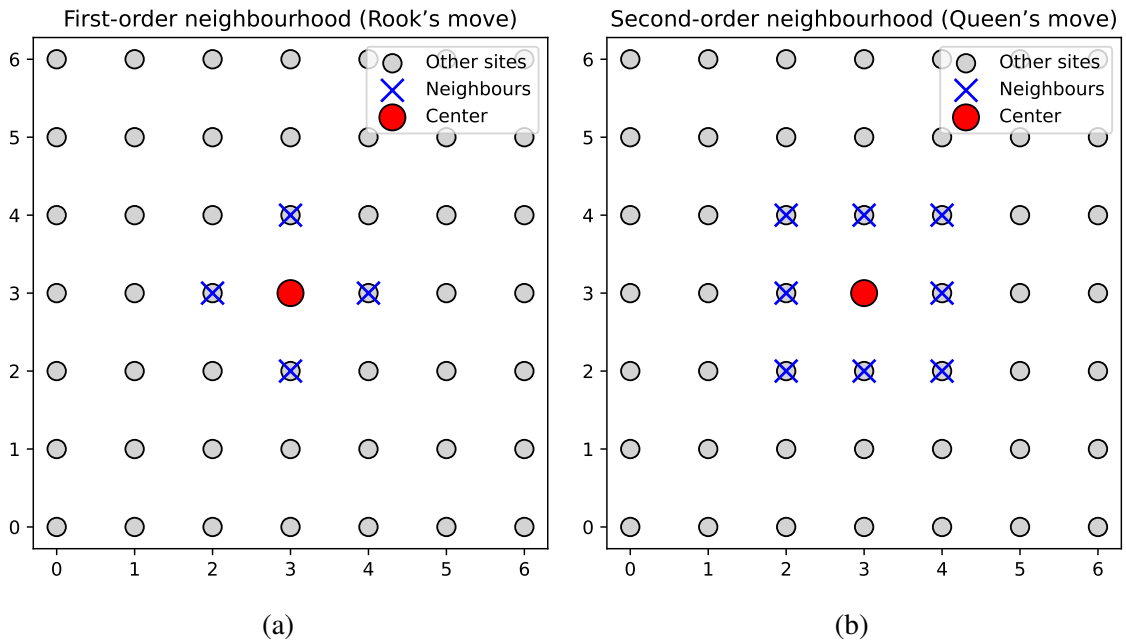 First-order neighbourhood (Rook’s move)
6
5
4
3
2
1
0
0 1 2 3 4 5 6
Other sites
Neighbours
Center
(a)
Second-order neighbourhood (Queen’s move)
6
5
4
3
2
1
0
0 1 2 3 4 5 6
Other sites
Neighbours
Center
(b)